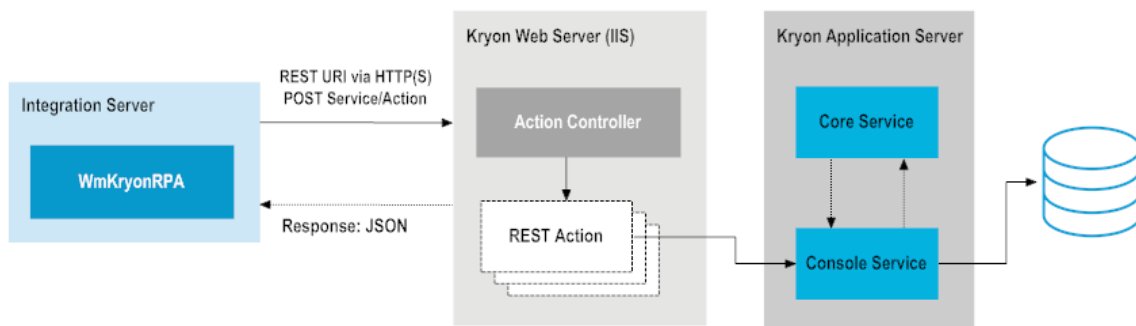 Integration Server
WmKryonRPA
REST URI via HTTP(S)
POST Service/Action
Response: JSON
Kryon Web Server (IIS)
Action Controller
REST Action
Kryon Application Server
Core Service
Console Service